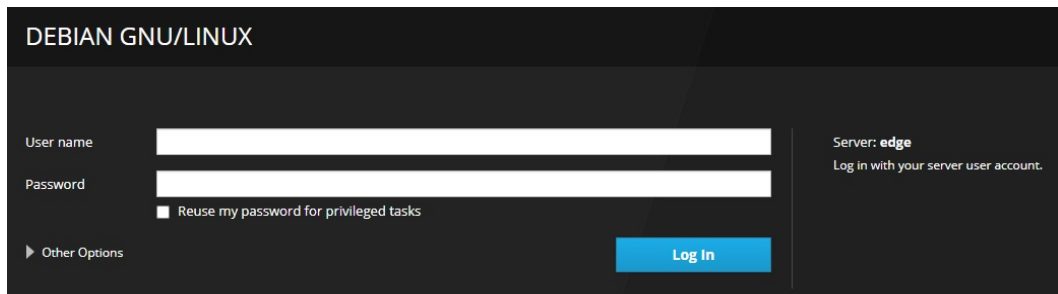 DEBIAN GNU/LINUX
User name
Password
Reuse my password for privileged tasks
Other Options
Log In
Server: edge
Log in with your server user account.